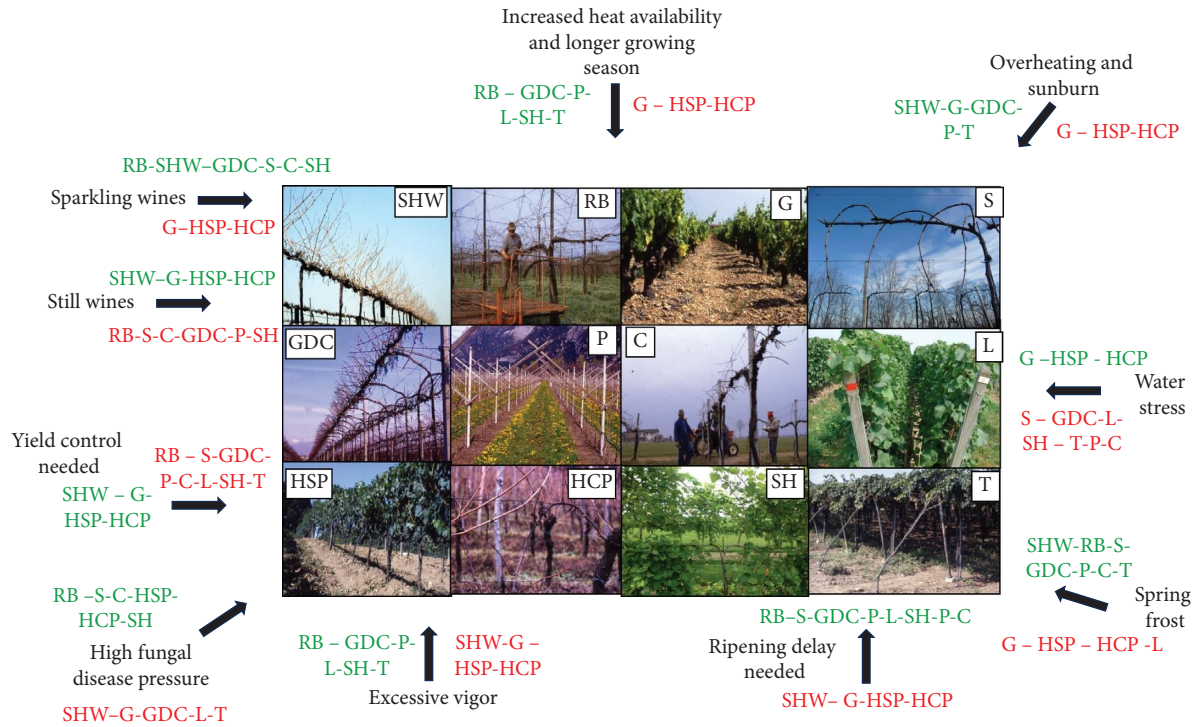 Increased heat availability
and longer growing
season
RB – GDC-P-
L-SH-T
G – HSP-HCP
Overheating and
sunburn
SHW-G-GDC-
P-T
G – HSP-HCP
RB-SHW–GDC-S-C-SH
Sparkling wines
G–HSP-HCP
SHW–G-HSP-HCP
Still wines
RB-S-C-GDC-P-SH
SHW
RB
G
S
GDC
P
C
L
HSP
HCP
SH
T
G –HSP - HCP
Water
stress
S – GDC-L-
SH – T-P-C
Yield control
needed
RB – S-GDC-
P-C-L-SH-T
SHW – G-
HSP-HCP
SHW-RB-S-
GDC-P-C-T
Spring
frost
G – HSP – HCP -L
RB –S-C-HSP-
HCP-SH
High fungal
disease pressure
SHW–G-GDC-L-T
RB – GDC-P-
L-SH-T
SHW-G –
HSP-HCP
Excessive vigor
RB–S-GDC-P-L-SH-P-C
Ripening delay
needed
SHW– G-HSP-HCP